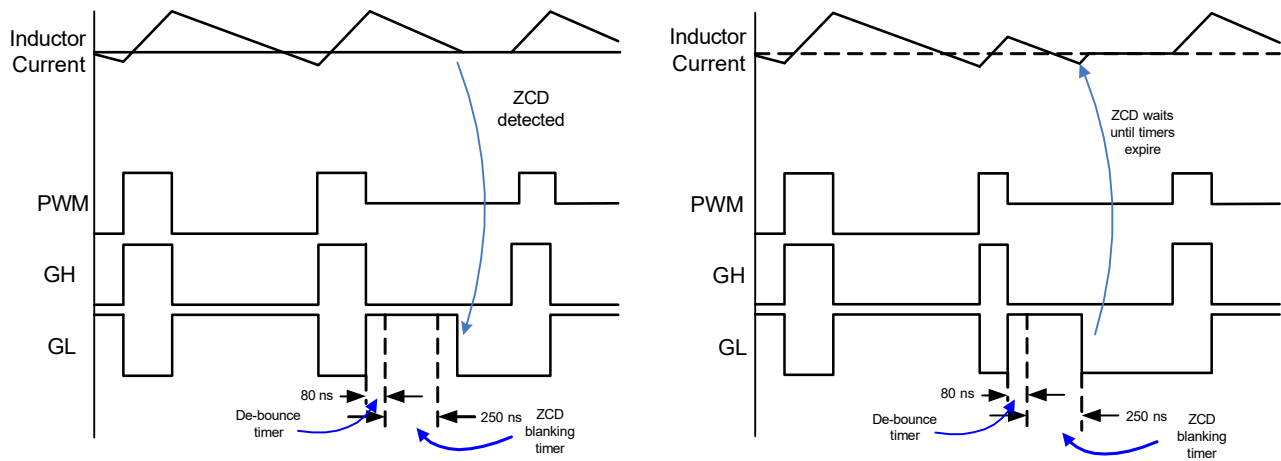 Inductor
Current
ZCD
detected
PWM
GH
GL
80 ns
De-bounce
timer
250 ns
ZCD
blanking
timer
Inductor
Current
ZCD waits
until timers
expire
PWM
GH
GL
80 ns
De-bounce
timer
250 ns
ZCD
blanking
timer